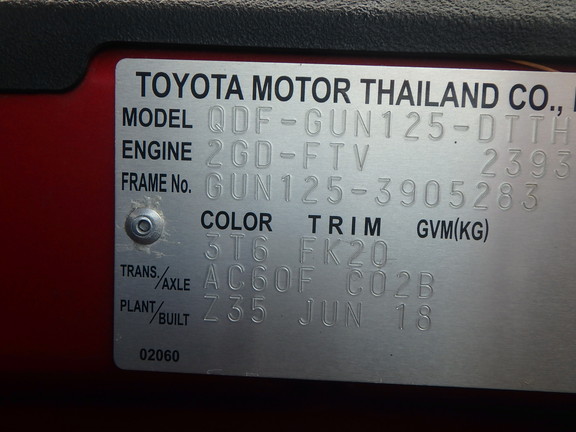 TOYOTA MOTOR THAILAND CO.,
MODEL QDF-GUN125-DTTH
ENGINE 2GD-FTV 2393
FRAME No. GUN125-3905283
COLOR TRIM GVM(KG)
3T6 FK20
TRANS./AXLE AC60F C02B
PLANT/BUILT Z35 JUN 18
02060